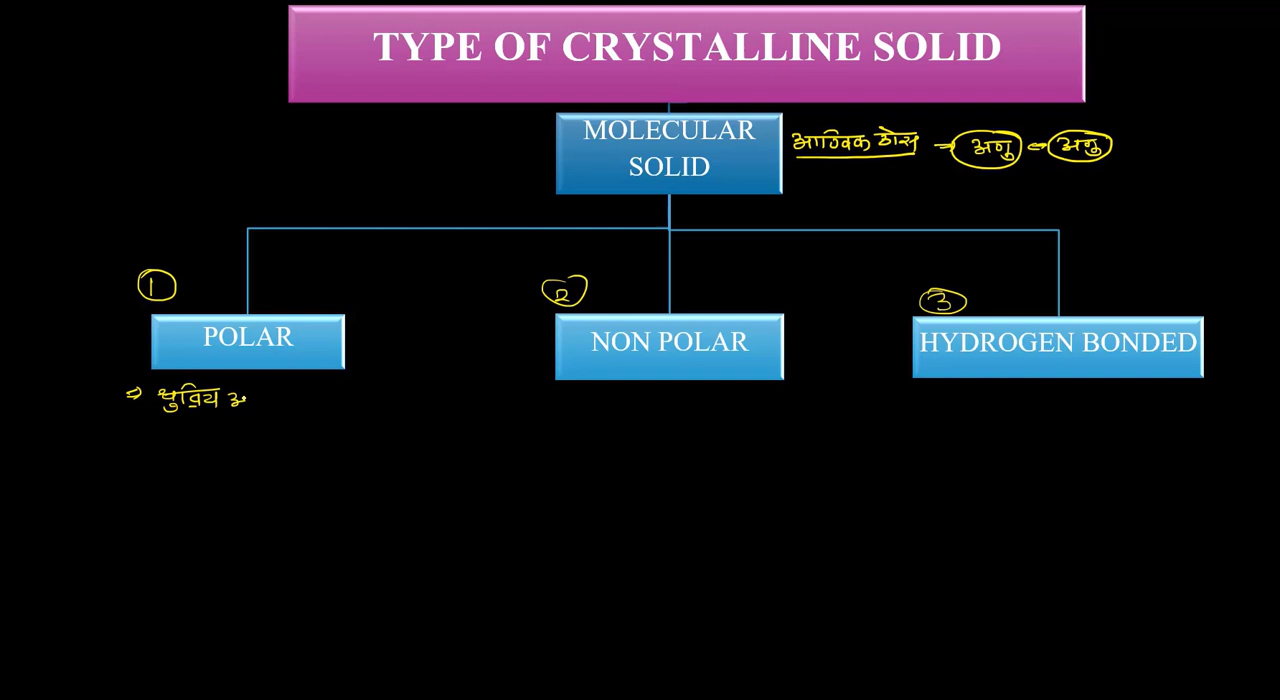 TYPE OF CRYSTALLINE SOLID
MOLECULAR
SOLID
आण्विक ठोस ⇒ अणु ⇔ अणु
1
2
3
POLAR
NON POLAR
HYDROGEN BONDED
⇒ ध्रुविय अ